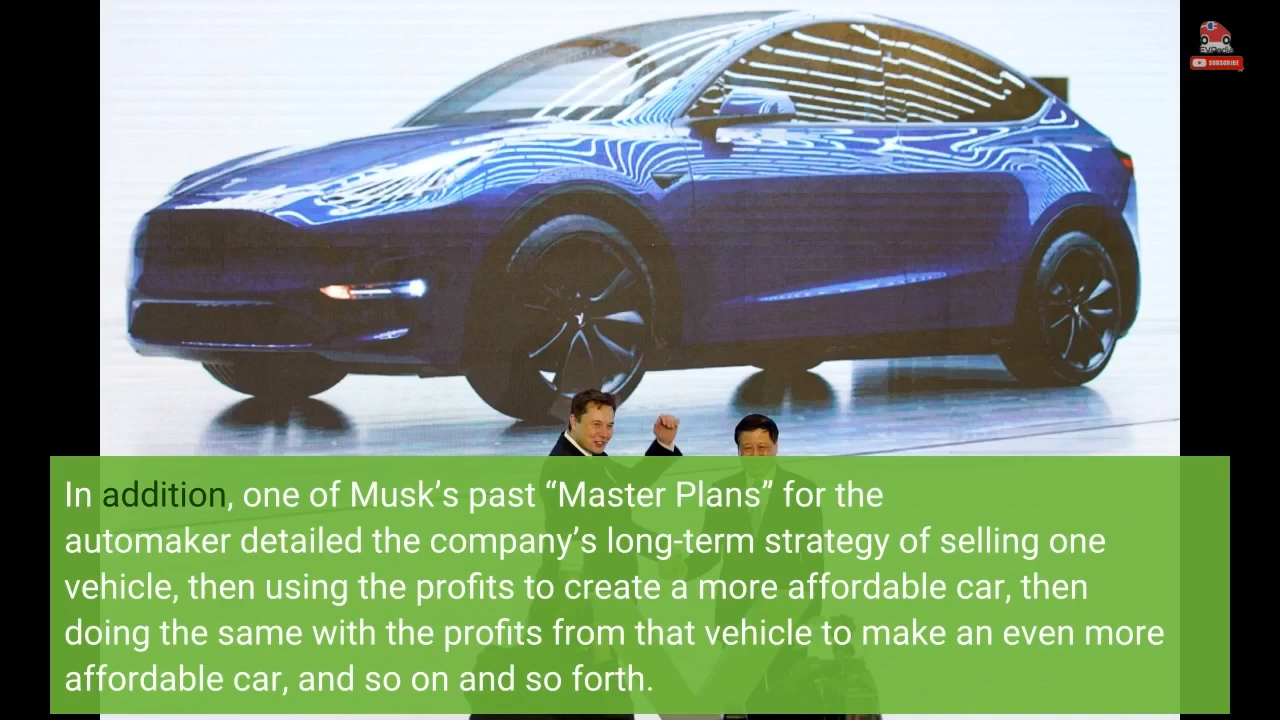 EVPedia
SUBSCRIBE
In addition, one of Musk’s past “Master Plans” for the
automaker detailed the company’s long-term strategy of selling one
vehicle, then using the profits to create a more affordable car, then
doing the same with the profits from that vehicle to make an even more
affordable car, and so on and so forth.